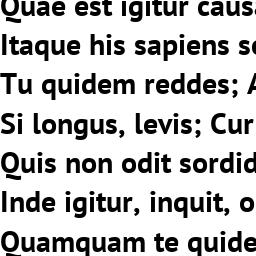 Quae est igitur causa
Itaque his sapiens s
Tu quidem reddes; A
Si longus, levis; Cur
Quis non odit sordid
Inde igitur, inquit, o
Quamquam te quide